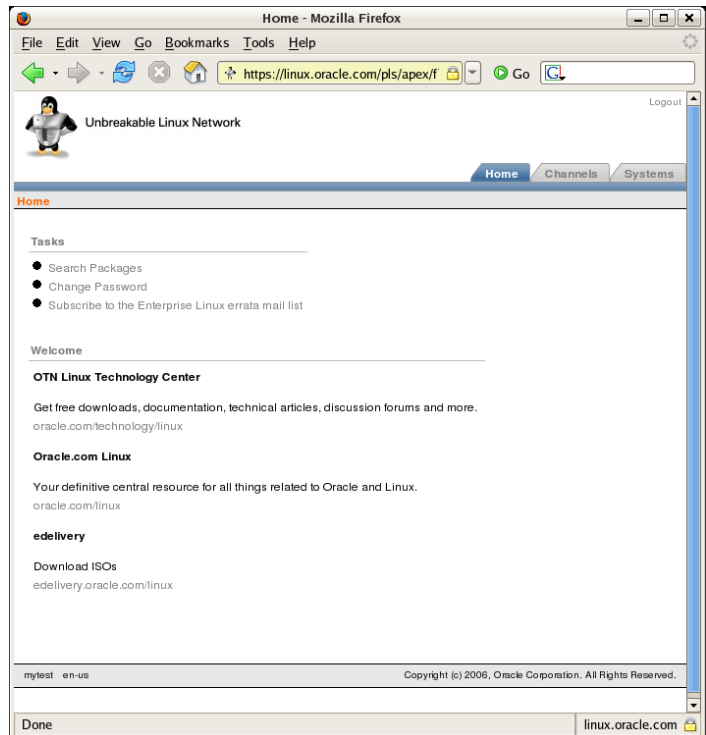 Home - Mozilla Firefox
File Edit View Go Bookmarks Tools Help
https://linux.oracle.com/pls/apex/f Go G
Logout
Unbreakable Linux Network
Home Channels Systems
Home
Tasks
Search Packages
Change Password
Subscribe to the Enterprise Linux errata mail list
Welcome
OTN Linux Technology Center
Get free downloads, documentation, technical articles, discussion forums and more.
oracle.com/technology/linux
Oracle.com Linux
Your definitive central resource for all things related to Oracle and Linux.
oracle.com/linux
edelivery
Download ISOs
edelivery.oracle.com/linux
mytest en-us Copyright (c) 2006, Oracle Corporation. All Rights Reserved.
Done linux.oracle.com